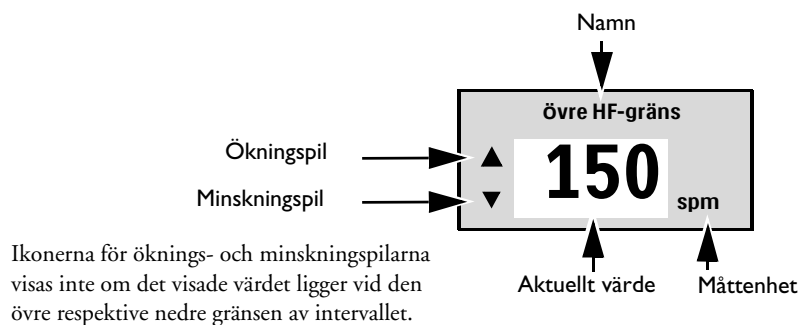 Namn
övre HF-gräns
Ökningspil
150
Minskningspil
spm
Ikonerna för öknings- och minskningspilarna
visas inte om det visade värdet ligger vid den
övre respektive nedre gränsen av intervallet.
Aktuellt värde
Måttenhet